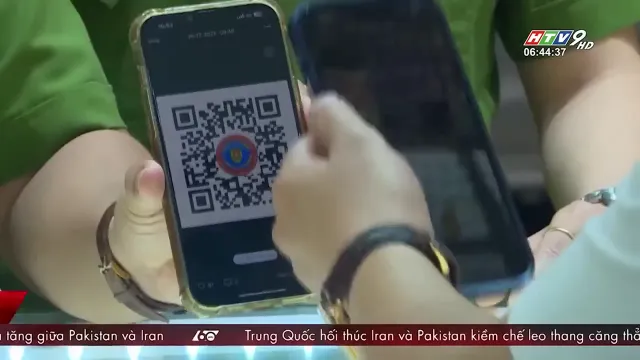 HTV9 HD
06:44:37
tăng giữa Pakistan và Iran
60
Trung Quốc hối thúc Iran và Pakistan kiềm chế leo thang căng